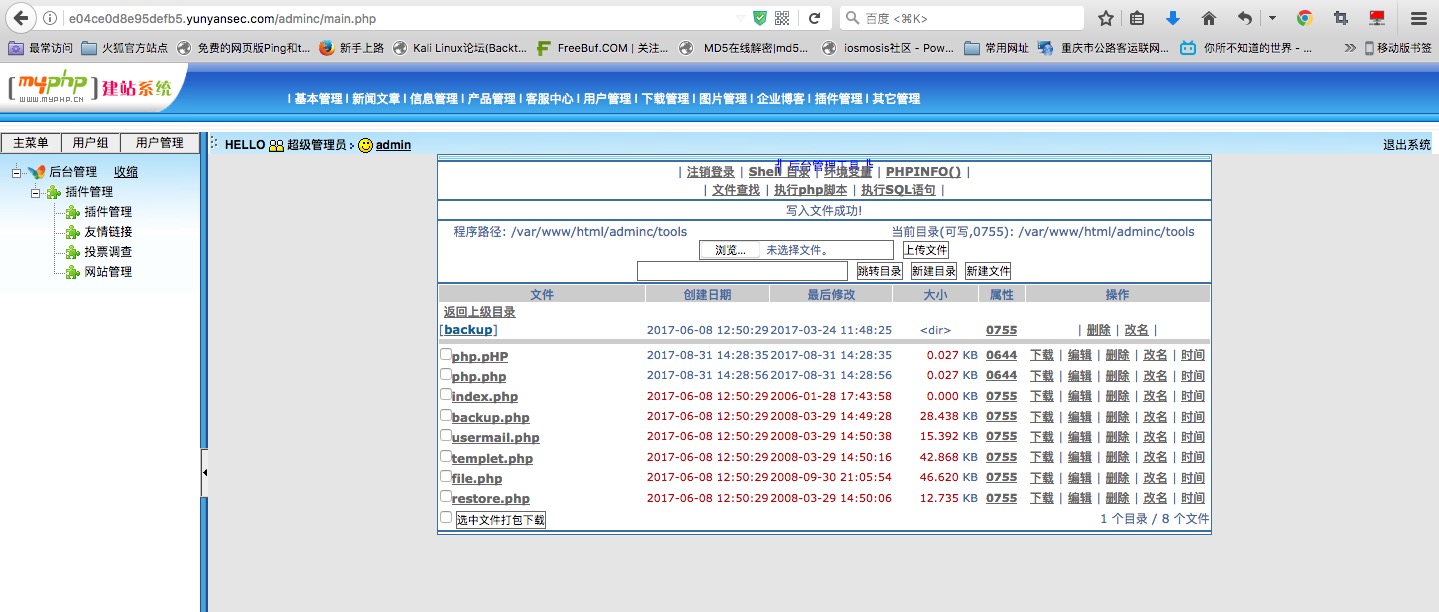 e04ce0d8e95defb5.yunyansec.com/adminc/main.php
百度 <⌘K>
最常访问 火狐官方站点 免费的网页版Ping和t... 新手上路 Kali Linux论坛(Backt... FreeBuf.COM | 关注... MD5在线解密|md5... iosmosis社区 - Pow... 常用网址 重庆市公路客运联网... 你所不知道的世界 - ... 移动版书签
[myphp]建站系统
WWW.MYPHP.CN
| 基本管理 | 新闻文章 | 信息管理 | 产品管理 | 客服中心 | 用户管理 | 下载管理 | 图片管理 | 企业博客 | 插件管理 | 其它管理
主菜单 用户组 用户管理
HELLO 超级管理员 : admin 退出系统
后台管理 收缩
插件管理
插件管理
友情链接
投票调查
网站管理
╣ 后台管理工具 ╠
| 注销登录 | Shell 目录 | 环境变量 | PHPINFO() |
| 文件查找 | 执行php脚本 | 执行SQL语句 |
写入文件成功!
程序路径: /var/www/html/adminc/tools 当前目录(可写,0755): /var/www/html/adminc/tools
浏览... 未选择文件。 上传文件
跳转目录 新建目录 新建文件
文件 创建日期 最后修改 大小 属性 操作
返回上级目录
[backup] 2017-06-08 12:50:29 2017-03-24 11:48:25 <dir> 0755 | 删除 | 改名 |
php.pHP 2017-08-31 14:28:35 2017-08-31 14:28:35 0.027 KB 0644 下载 | 编辑 | 删除 | 改名 | 时间
php.php 2017-08-31 14:28:56 2017-08-31 14:28:56 0.027 KB 0644 下载 | 编辑 | 删除 | 改名 | 时间
index.php 2017-06-08 12:50:29 2006-01-28 17:43:58 0.000 KB 0755 下载 | 编辑 | 删除 | 改名 | 时间
backup.php 2017-06-08 12:50:29 2008-03-29 14:49:28 28.438 KB 0755 下载 | 编辑 | 删除 | 改名 | 时间
usermail.php 2017-06-08 12:50:29 2008-03-29 14:50:38 15.392 KB 0755 下载 | 编辑 | 删除 | 改名 | 时间
templet.php 2017-06-08 12:50:29 2008-03-29 14:50:16 42.868 KB 0755 下载 | 编辑 | 删除 | 改名 | 时间
file.php 2017-06-08 12:50:29 2008-09-30 21:05:54 46.620 KB 0755 下载 | 编辑 | 删除 | 改名 | 时间
restore.php 2017-06-08 12:50:29 2008-03-29 14:50:06 12.735 KB 0755 下载 | 编辑 | 删除 | 改名 | 时间
选中文件打包下载 1 个目录 / 8 个文件